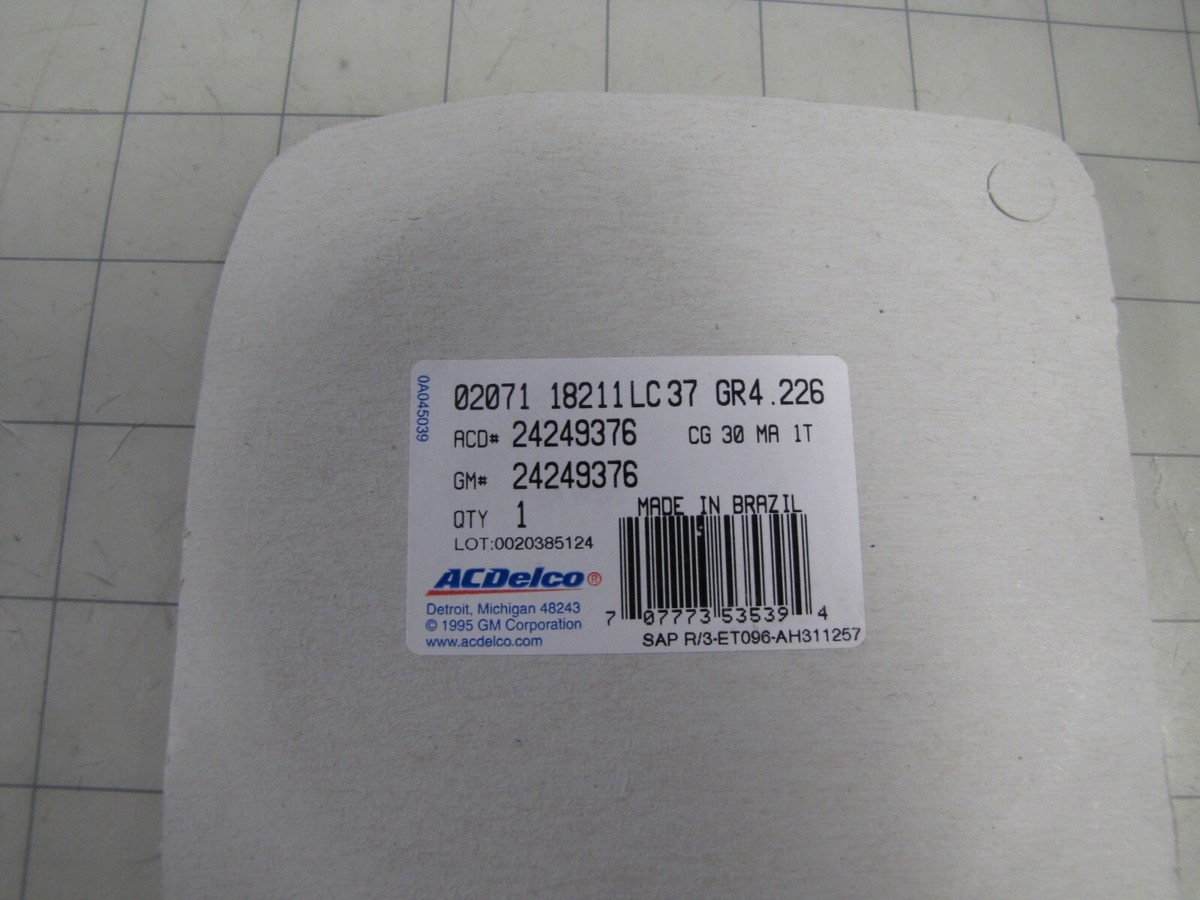 0A045039
02071 18211LC37 GR4.226
ACD# 24249376 CG 30 MA 1T
GM# 24249376
QTY 1 MADE IN BRAZIL
LOT:0020385124
ACDelco®
Detroit, Michigan 48243
© 1995 GM Corporation
www.acdelco.com
7 07773 53539 4
SAP R/3-ET096-AH311257